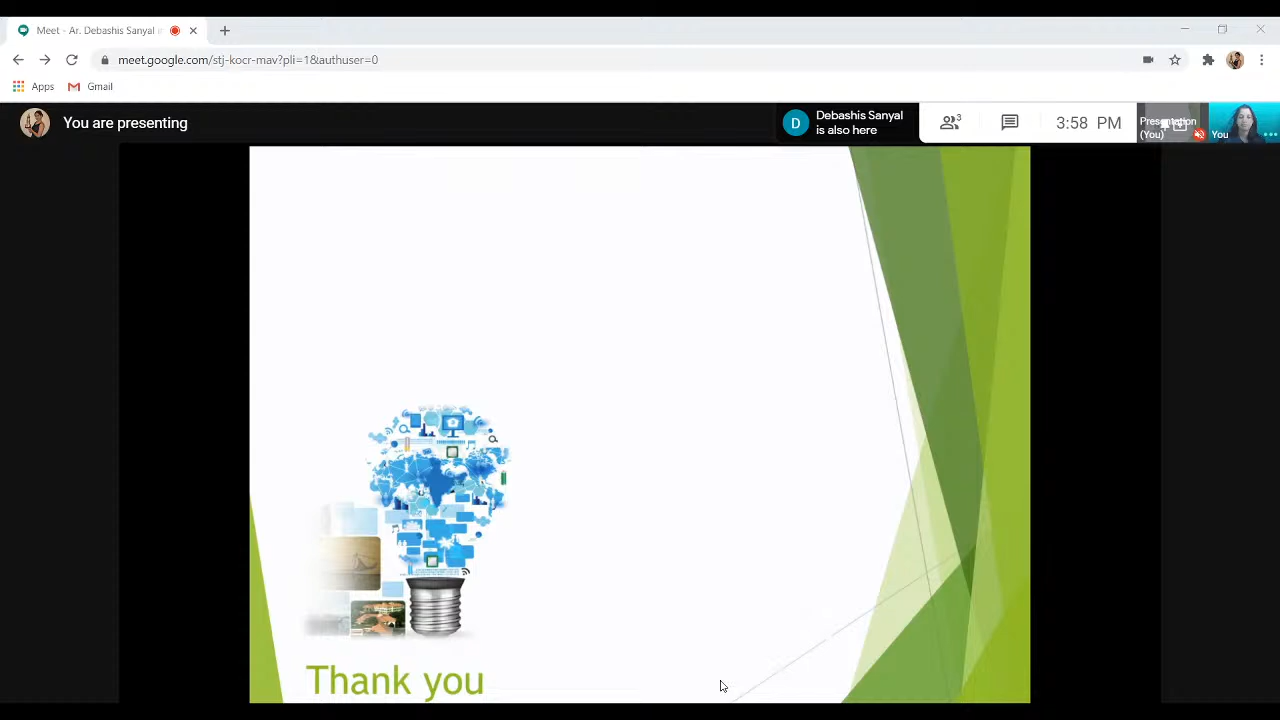 Meet - Ar. Debashis Sanyal i
meet.google.com/stj-kocr-mav?pli=1&authuser=0
Apps
Gmail
You are presenting
D
Debashis Sanyal
is also here
3
3:58 PM
Presentation
(You)
You
Thank you